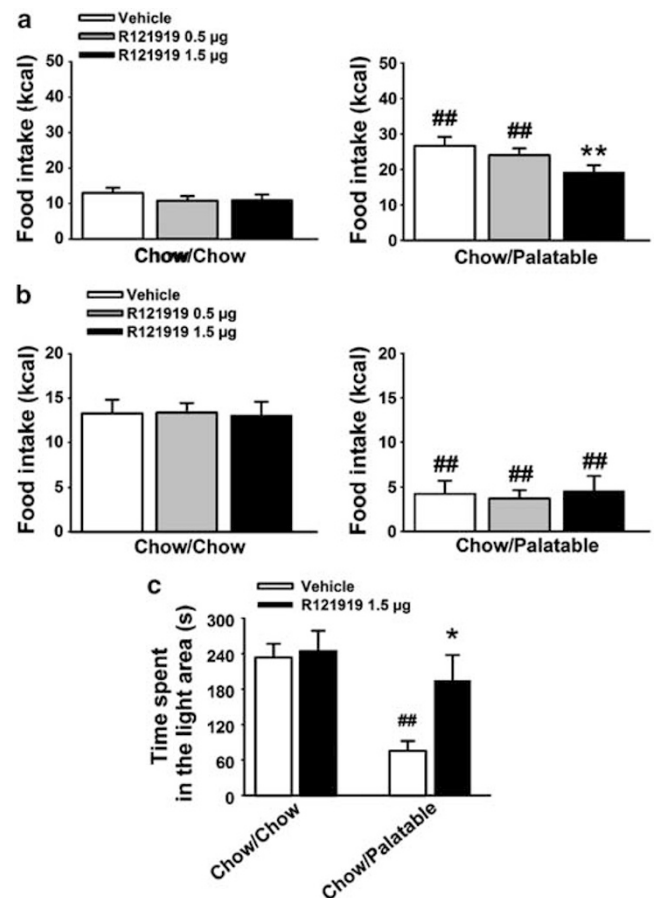 a
Vehicle
R121919 0.5 µg
R121919 1.5 µg
Food intake (kcal)
50
40
30
20
10
0
Chow/Chow
Food intake (kcal)
50
40
30
20
10
0
##
##
**
Chow/Palatable
b
Vehicle
R121919 0.5 µg
R121919 1.5 µg
Food intake (kcal)
20
15
10
5
0
Chow/Chow
Food intake (kcal)
20
15
10
5
0
##
##
##
Chow/Palatable
c
Vehicle
R121919 1.5 µg
Time spent
in the light area (s)
300
240
180
120
60
0
##
*
Chow/Chow
Chow/Palatable